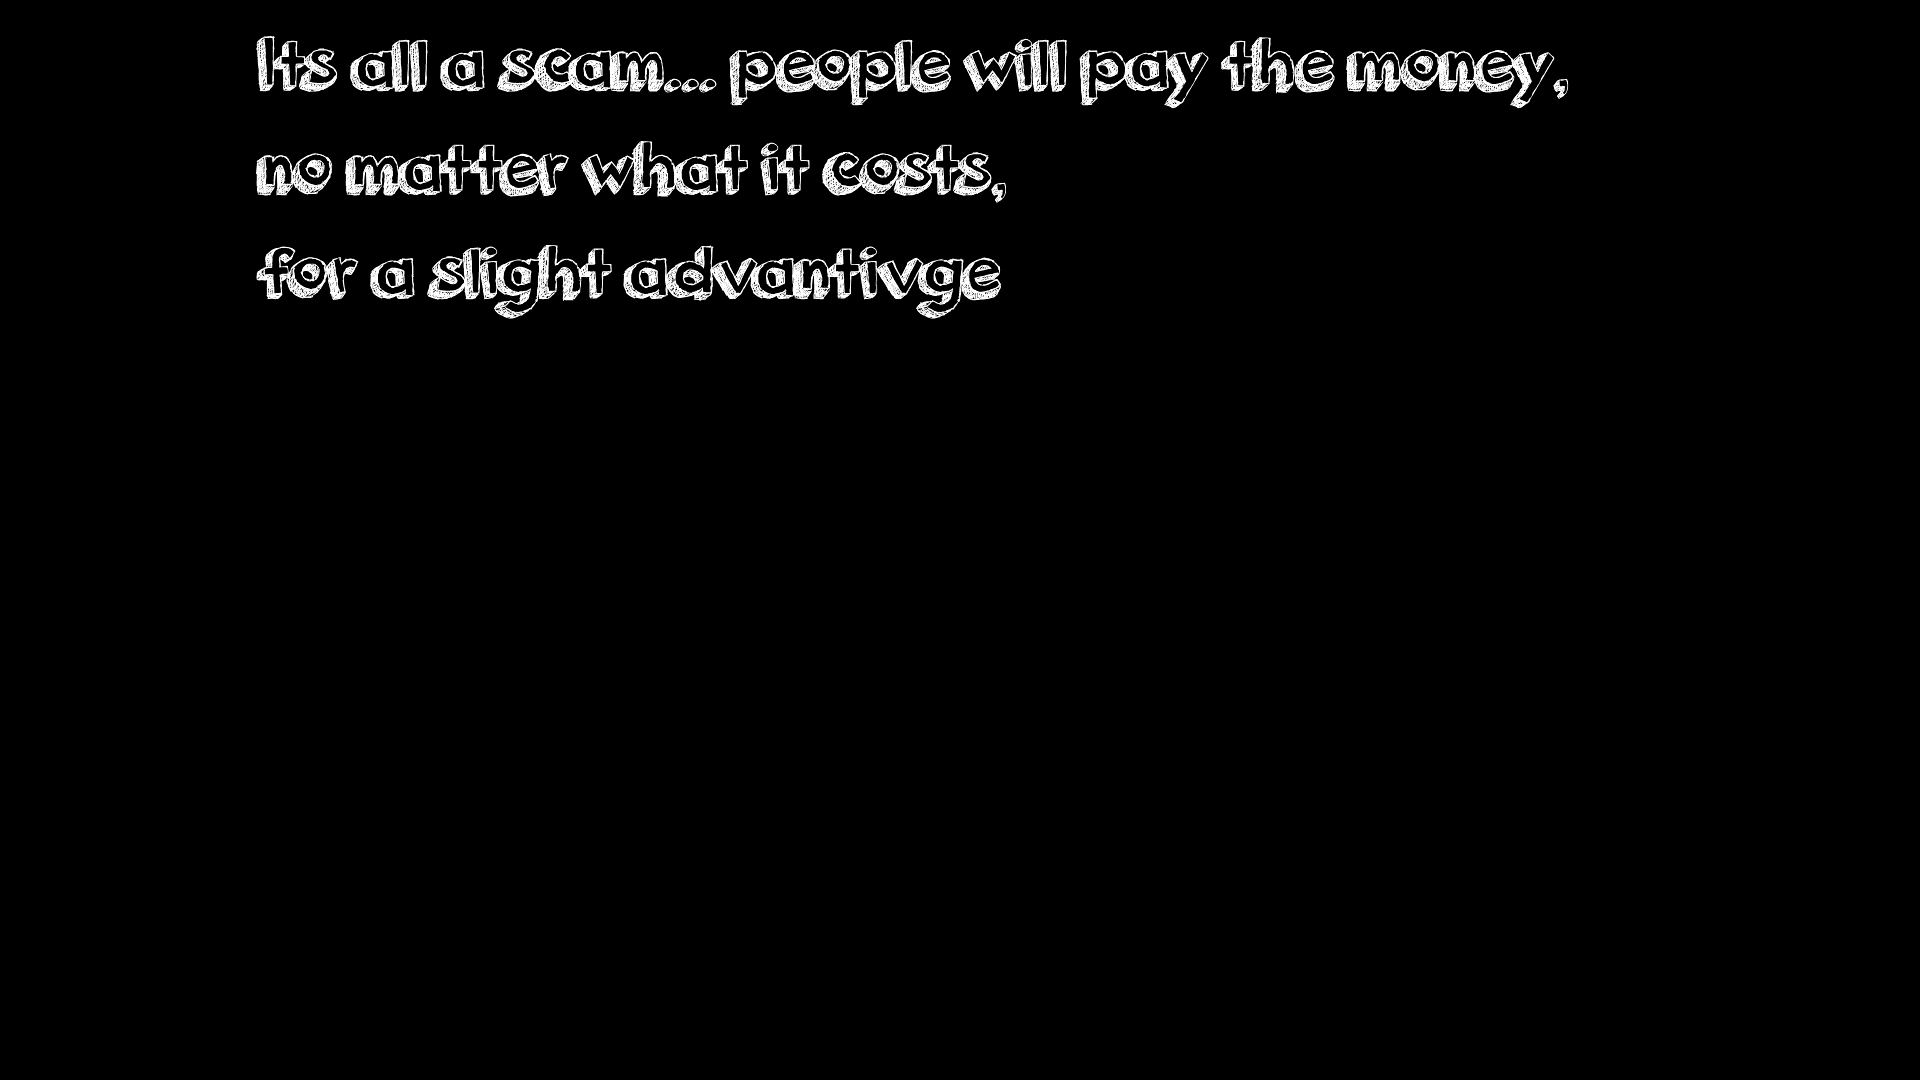 Its all a scam... people will pay the money,
no matter what it costs,
for a slight advantivge